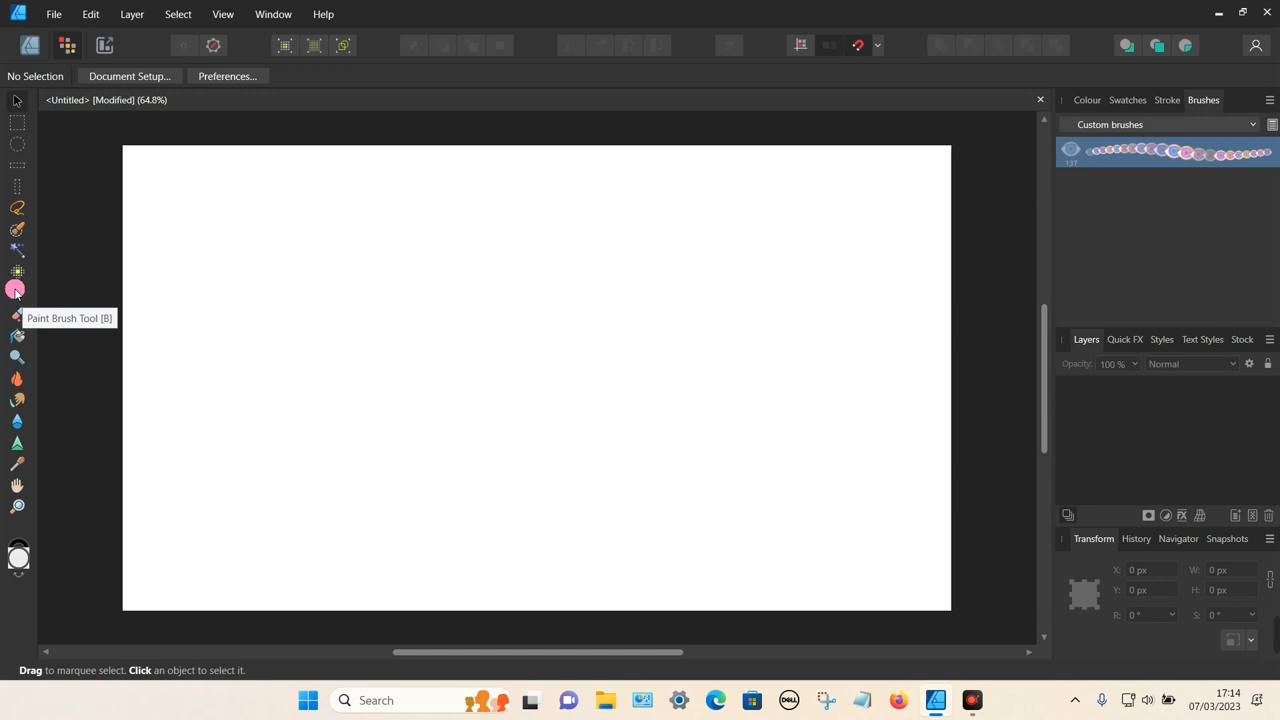 File Edit Layer Select View Window Help
No Selection Document Setup... Preferences...
<Untitled> [Modified] (64.8%)
Colour Swatches Stroke Brushes
Custom brushes
137
Paint Brush Tool [B]
Layers Quick FX Styles Text Styles Stock
Opacity: 100 % Normal
Transform History Navigator Snapshots
X: 0 px W: 0 px
Y: 0 px H: 0 px
R: 0 ° S: 0 °
Drag to marquee select. Click an object to select it.
Search
DELL
17:14
07/03/2023